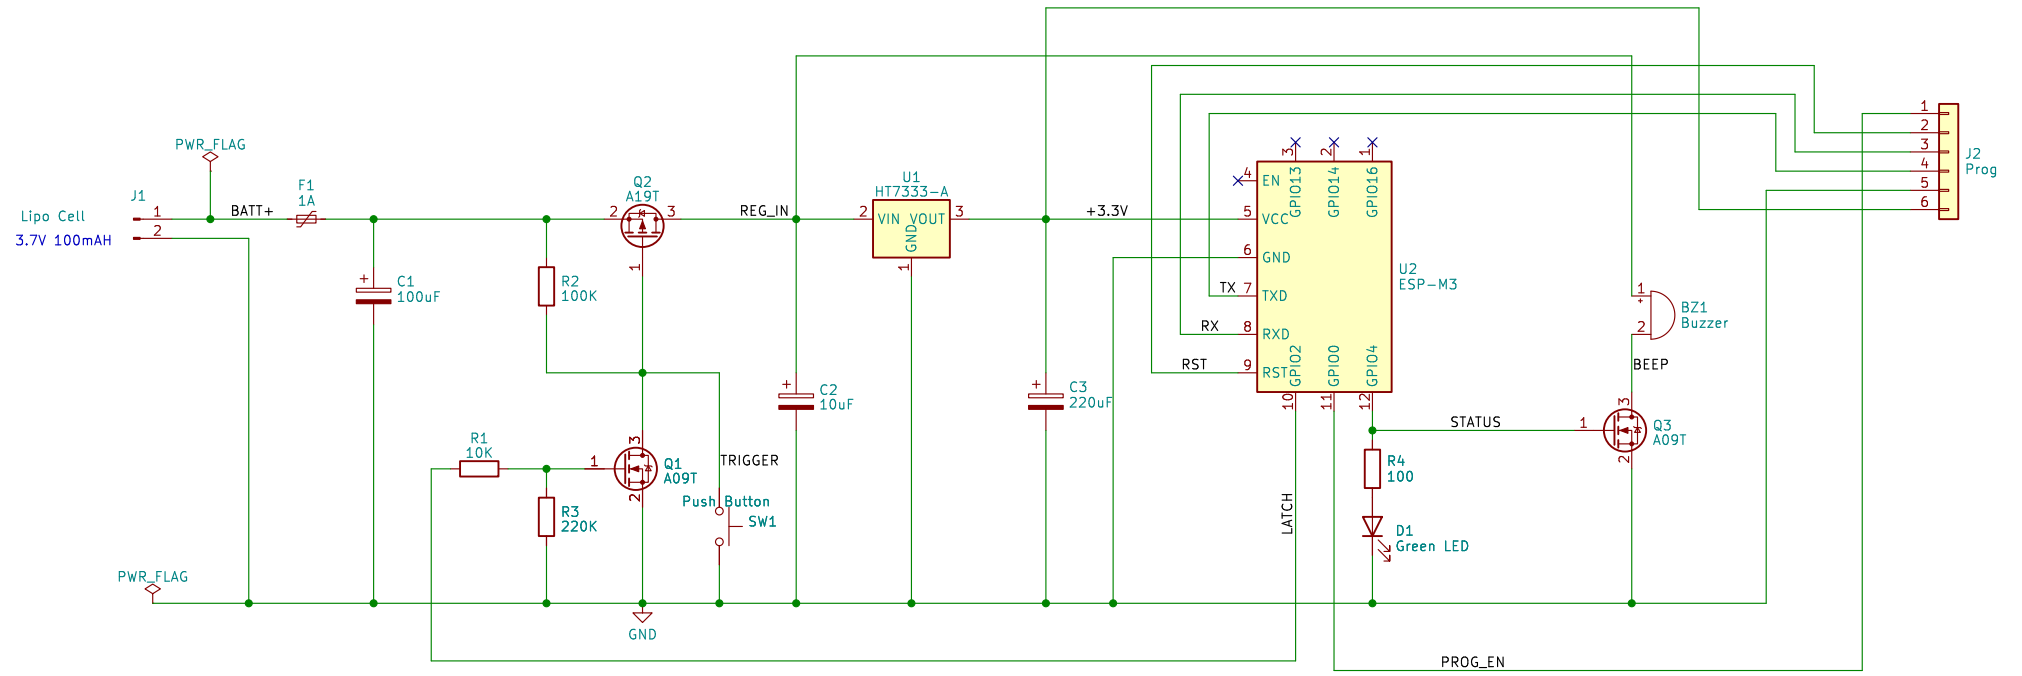 PWR_FLAG
J1
Lipo Cell
3.7V 100mAH
1
2
BATT+
F1
1A
C1
100uF
+
R2
100K
Q2
A19T
2
3
1
REG_IN
U1
HT7333-A
2
VIN
VOUT
3
GND
1
+3.3V
C2
10uF
+
C3
220uF
+
R1
10K
R3
220K
1
3
2
Q1
A09T
TRIGGER
Push Button
SW1
PWR_FLAG
GND
3
GPIO13
2
GPIO14
1
GPIO16
4
EN
5
VCC
6
GND
TX
7
TXD
RX
8
RXD
RST
9
RST
GPIO2
GPIO0
GPIO4
10
11
12
U2
ESP-M3
LATCH
STATUS
R4
100
D1
Green LED
1
+
2
BZ1
Buzzer
BEEP
3
1
2
Q3
A09T
PROG_EN
1
2
3
4
5
6
J2
Prog